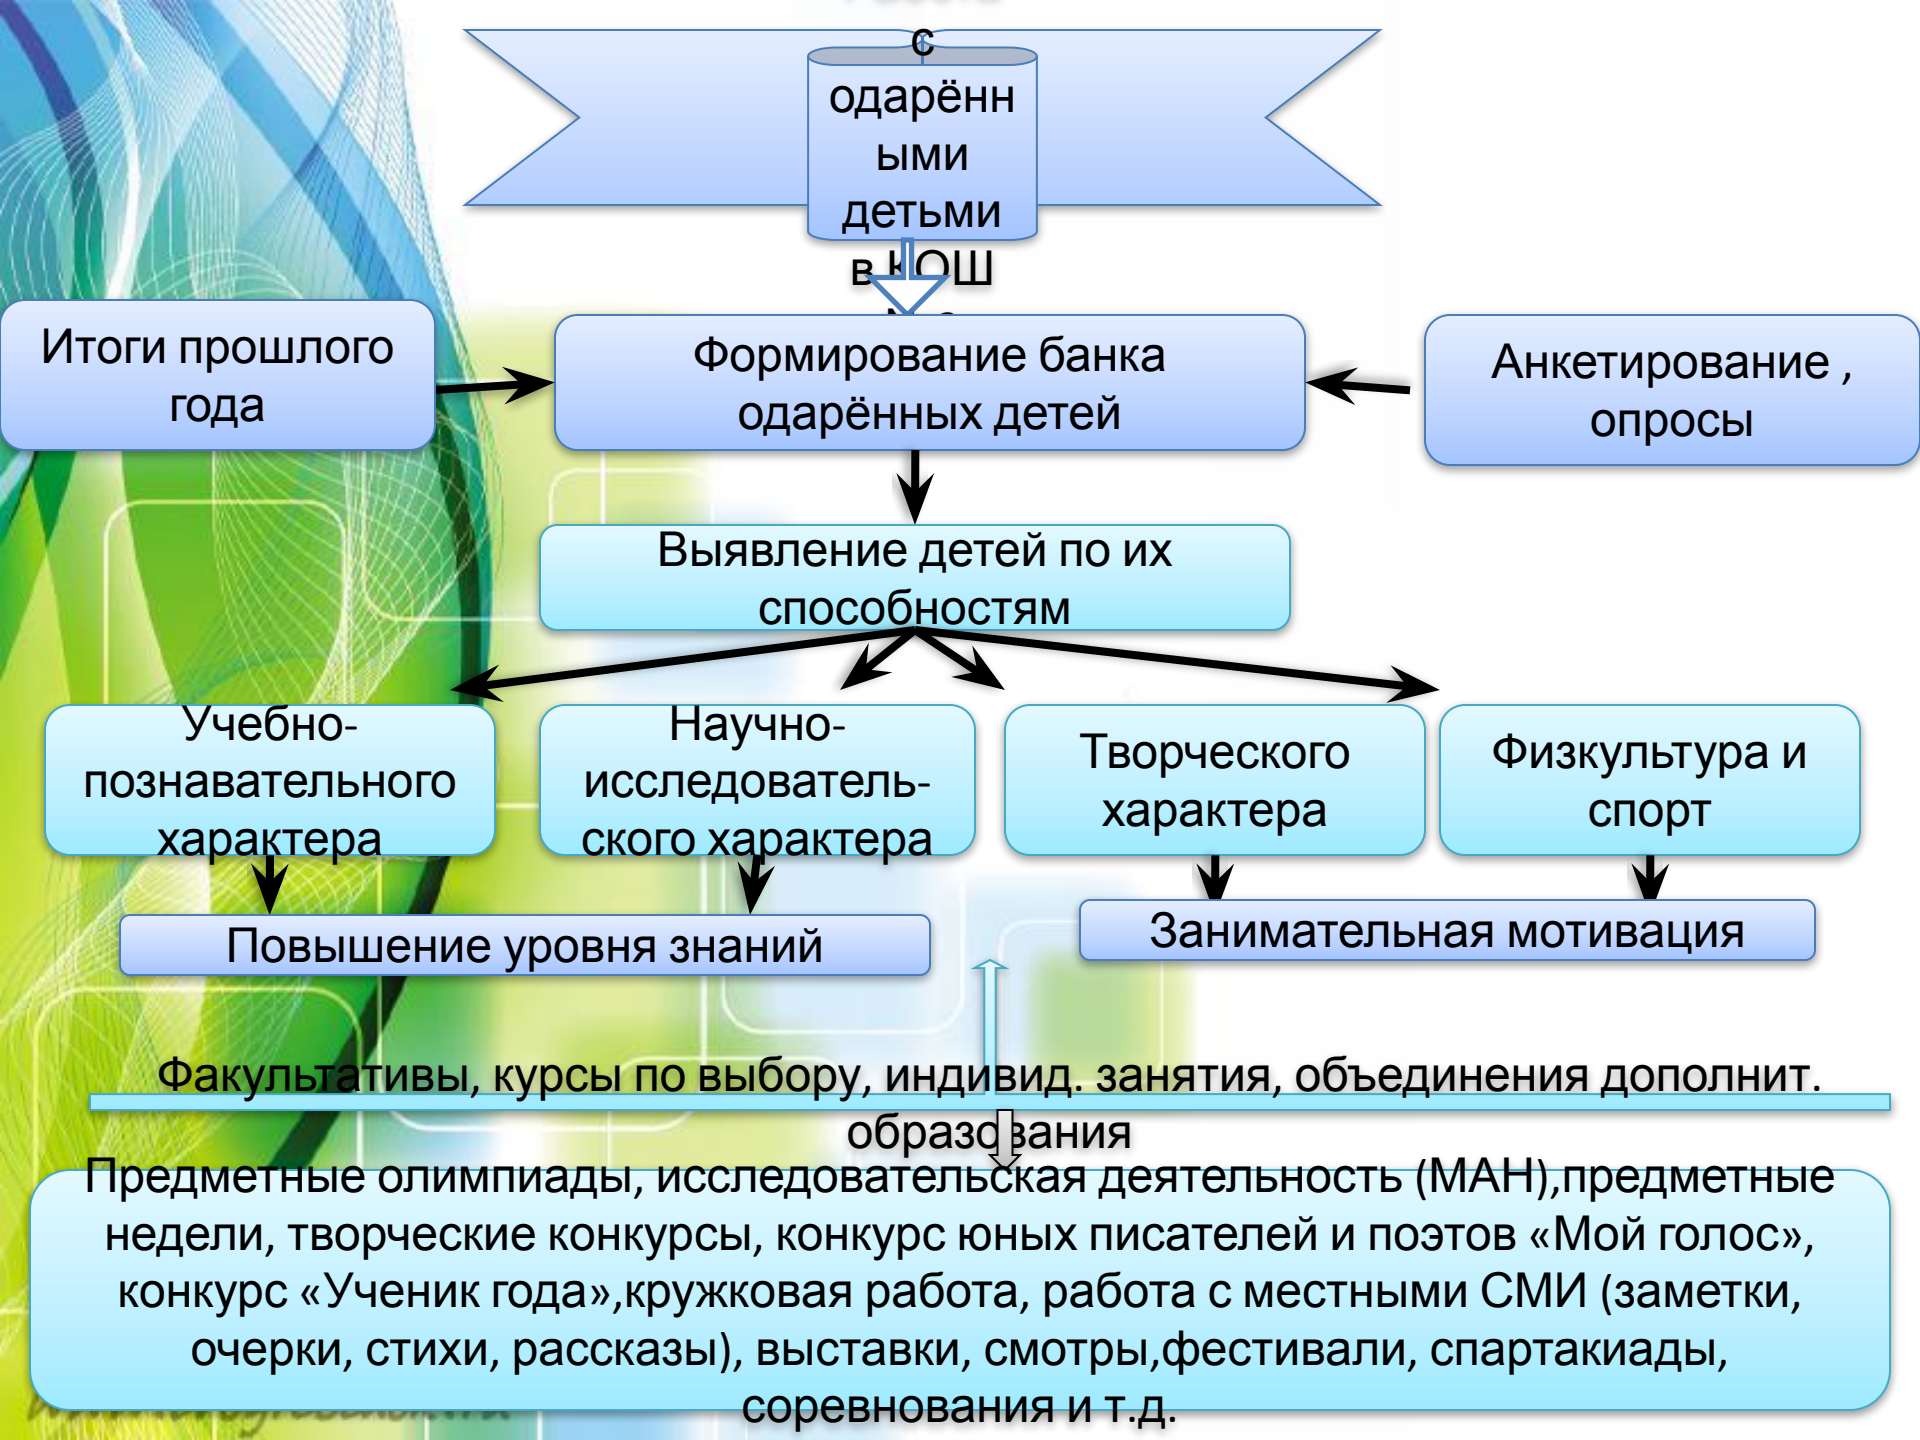 с
одарённ
ыми
детьми
в КОШ
Итоги прошлого
года
Формирование банка
одарённых детей
Анкетирование ,
опросы
Выявление детей по их
способностям
Учебно-
познавательного
характера
Научно-
исследователь-
ского характера
Творческого
характера
Физкультура и
спорт
Повышение уровня знаний
Занимательная мотивация
Факультативы, курсы по выбору, индивид. занятия, объединения дополнит.
образования
Предметные олимпиады, исследовательская деятельность (МАН),предметные
недели, творческие конкурсы, конкурс юных писателей и поэтов «Мой голос»,
конкурс «Ученик года»,кружковая работа, работа с местными СМИ (заметки,
очерки, стихи, рассказы), выставки, смотры,фестивали, спартакиады,
соревнования и т.д.